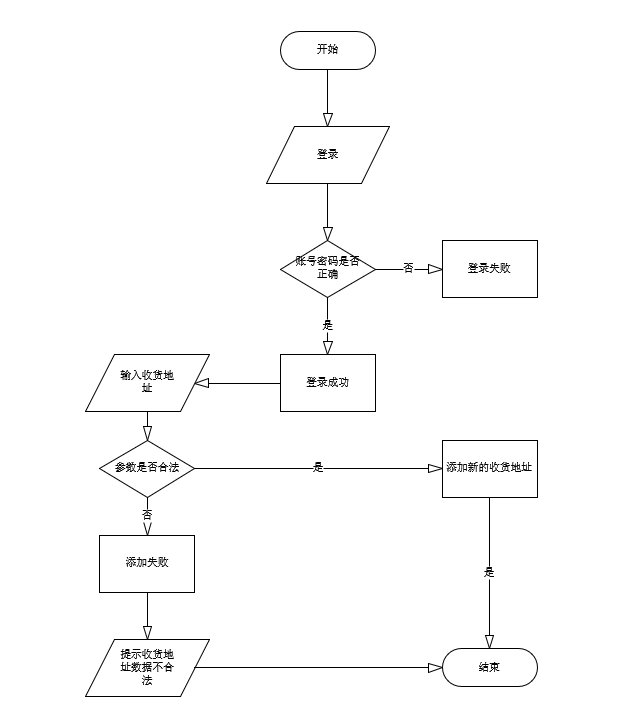 开始
登录
账号密码是否
正确
否
登录失败
是
登录成功
输入收货地
址
参数是否合法
是
添加新的收货地址
否
添加失败
是
提示收货地
址数据不合
法
结束